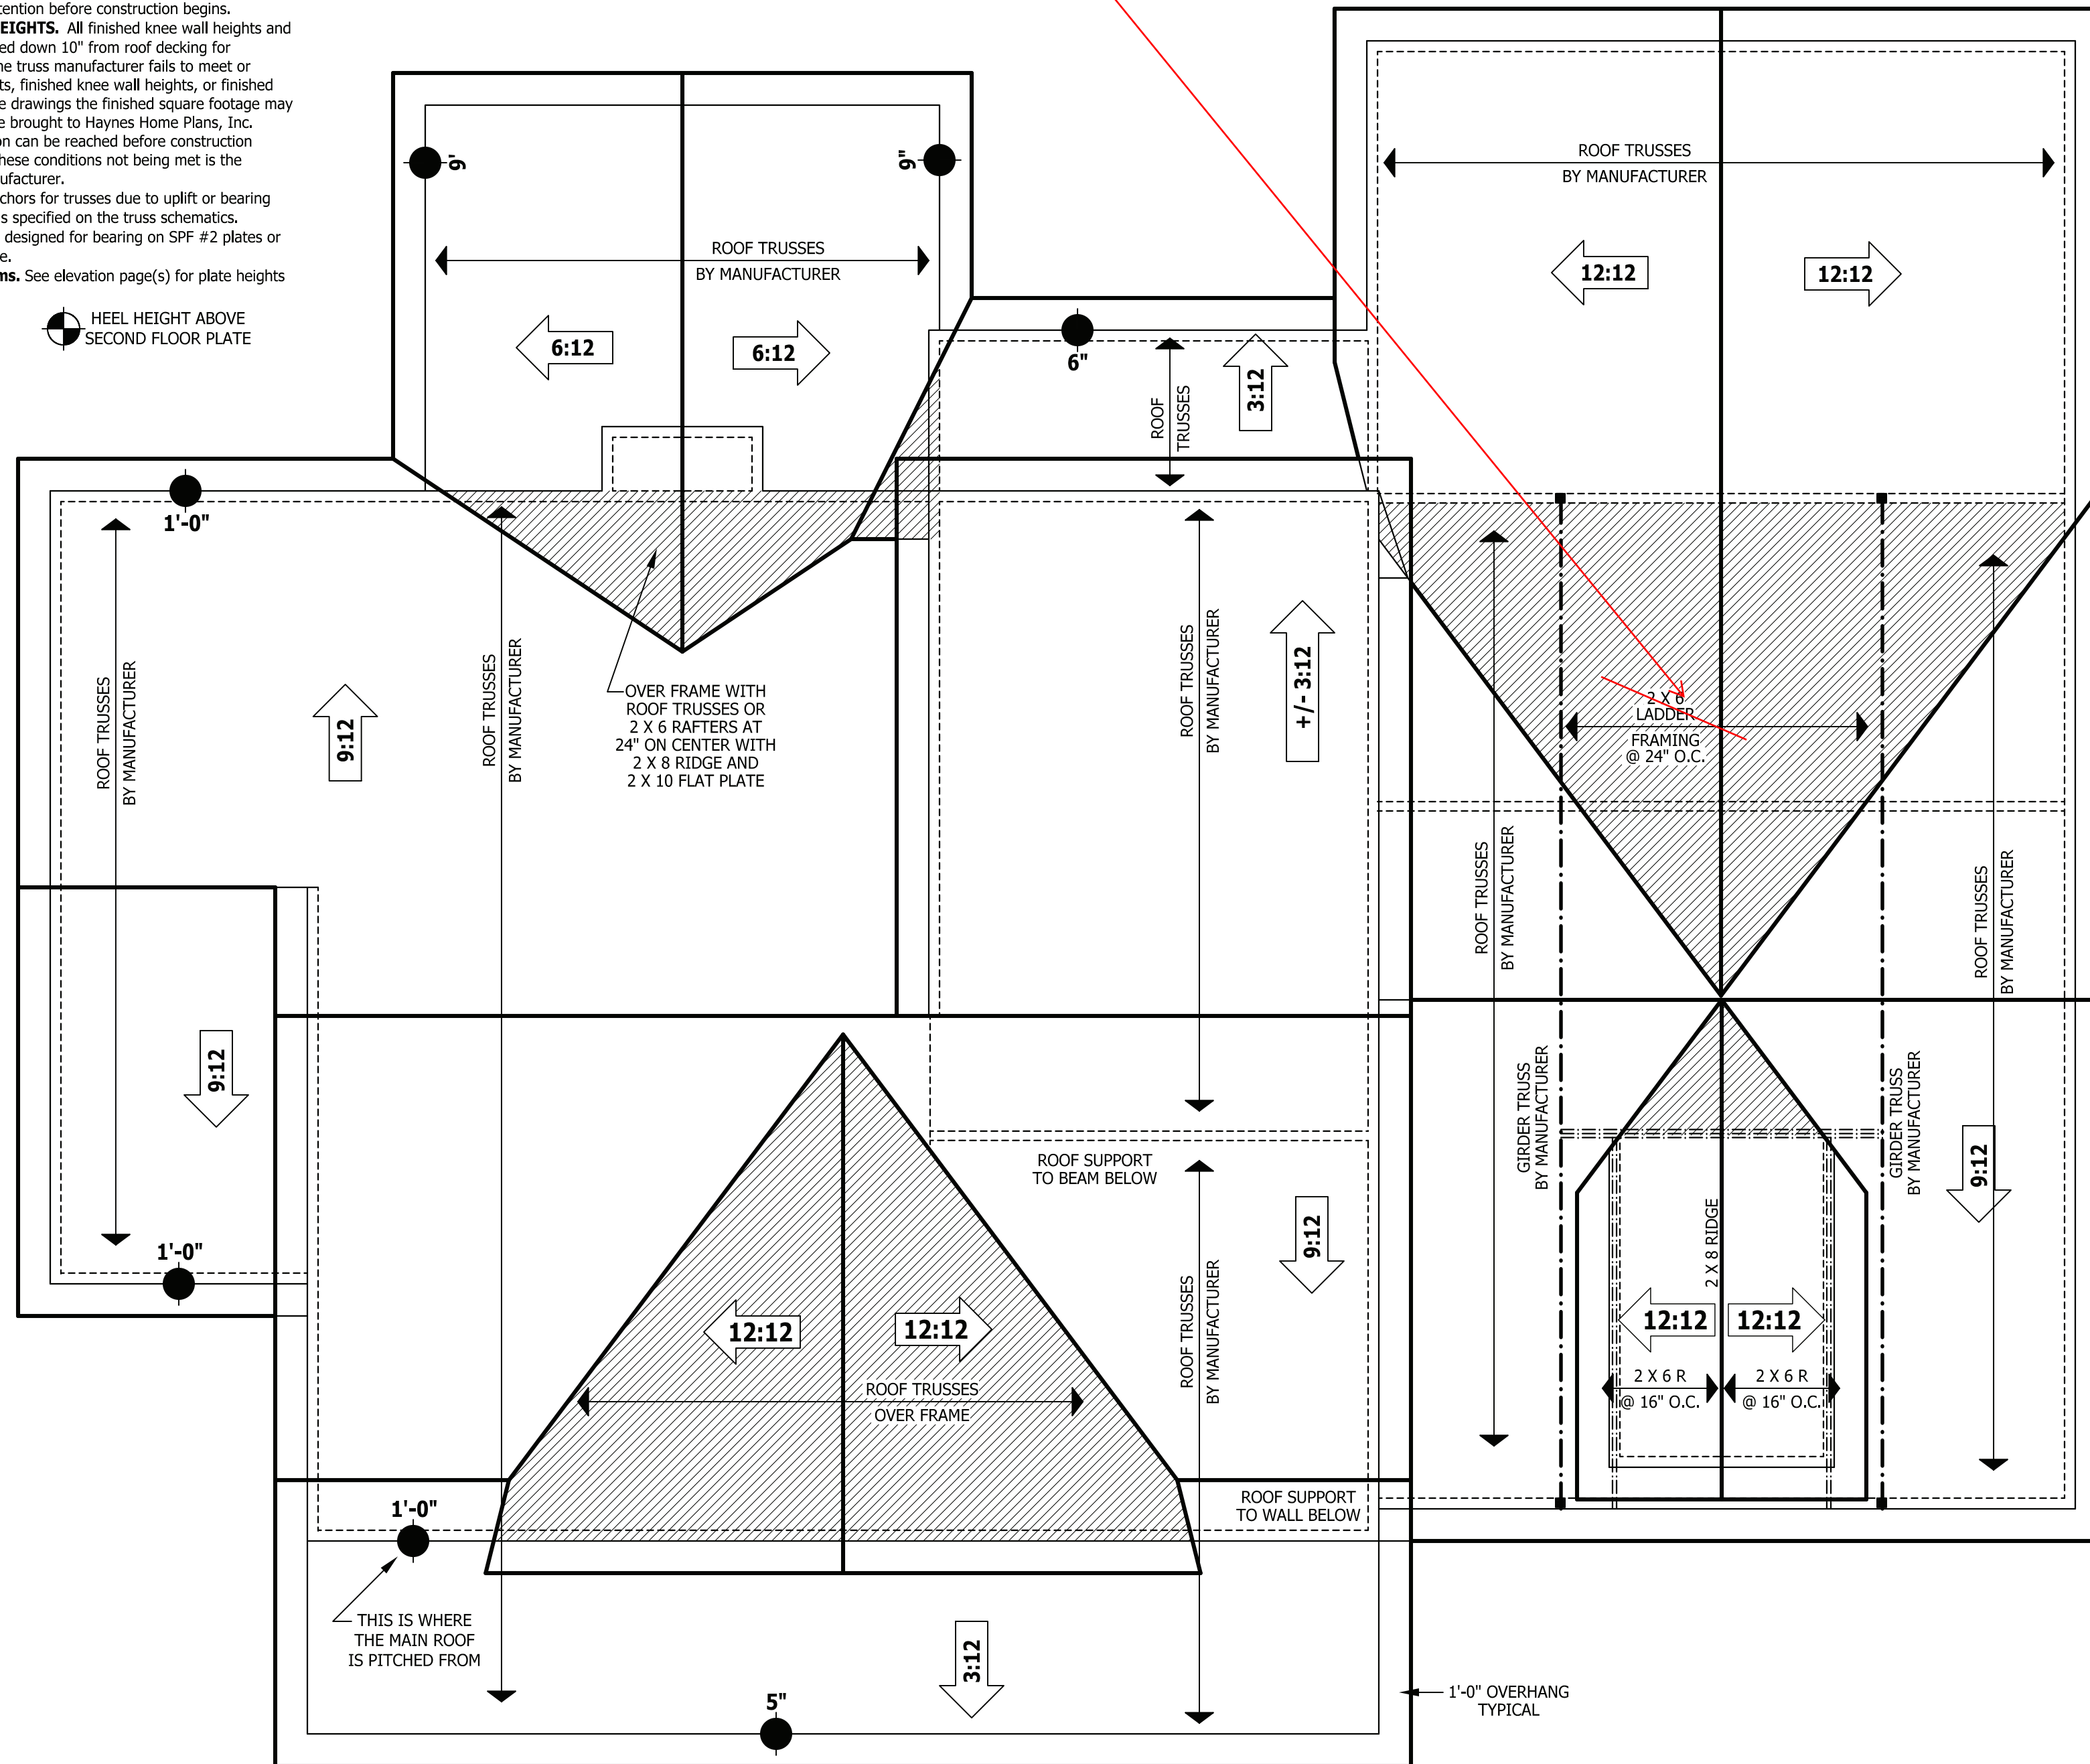 tention before construction begins.
EIGHTS. All finished knee wall heights and
ed down 10" from roof decking for
ne truss manufacturer fails to meet or
ts, finished knee wall heights, or finished
e drawings the finished square footage may
e brought to Haynes Home Plans, Inc.
on can be reached before construction
hese conditions not being met is the
ufacturer.
chors for trusses due to uplift or bearing
s specified on the truss schematics.
designed for bearing on SPF #2 plates or
e.
ms. See elevation page(s) for plate heights
HEEL HEIGHT ABOVE
SECOND FLOOR PLATE
9'
9"
ROOF TRUSSES
BY MANUFACTURER
6:12
6:12
6"
ROOF
TRUSSES
3:12
ROOF TRUSSES
BY MANUFACTURER
12:12
12:12
1'-0"
ROOF TRUSSES
BY MANUFACTURER
9:12
ROOF TRUSSES
BY MANUFACTURER
OVER FRAME WITH
ROOF TRUSSES OR
2 X 6 RAFTERS AT
24" ON CENTER WITH
2 X 8 RIDGE AND
2 X 10 FLAT PLATE
ROOF TRUSSES
BY MANUFACTURER
+/- 3:12
2 X 6
LADDER
FRAMING
@ 24" O.C.
ROOF TRUSSES
BY MANUFACTURER
ROOF TRUSSES
BY MANUFACTURER
9:12
1'-0"
ROOF SUPPORT
TO BEAM BELOW
9:12
GIRDER TRUSS
BY MANUFACTURER
GIRDER TRUSS
BY MANUFACTURER
9:12
2 X 8 RIDGE
12:12
12:12
ROOF TRUSSES
OVER FRAME
ROOF TRUSSES
BY MANUFACTURER
12:12
12:12
2 X 6 R
@ 16" O.C.
2 X 6 R
@ 16" O.C.
1'-0"
ROOF SUPPORT
TO WALL BELOW
THIS IS WHERE
THE MAIN ROOF
IS PITCHED FROM
3:12
5"
1'-0" OVERHANG
TYPICAL